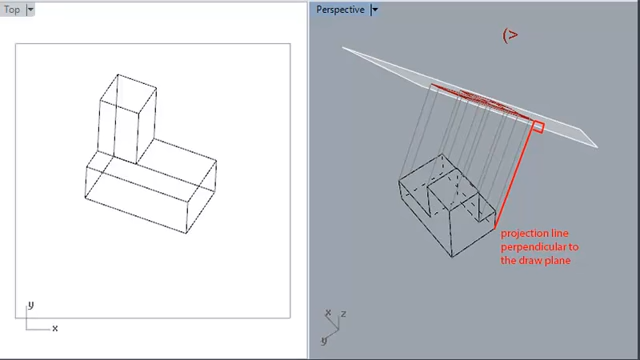 Top
Perspective
(>
projection line
perpendicular to
the draw plane
y
x
x
z
y